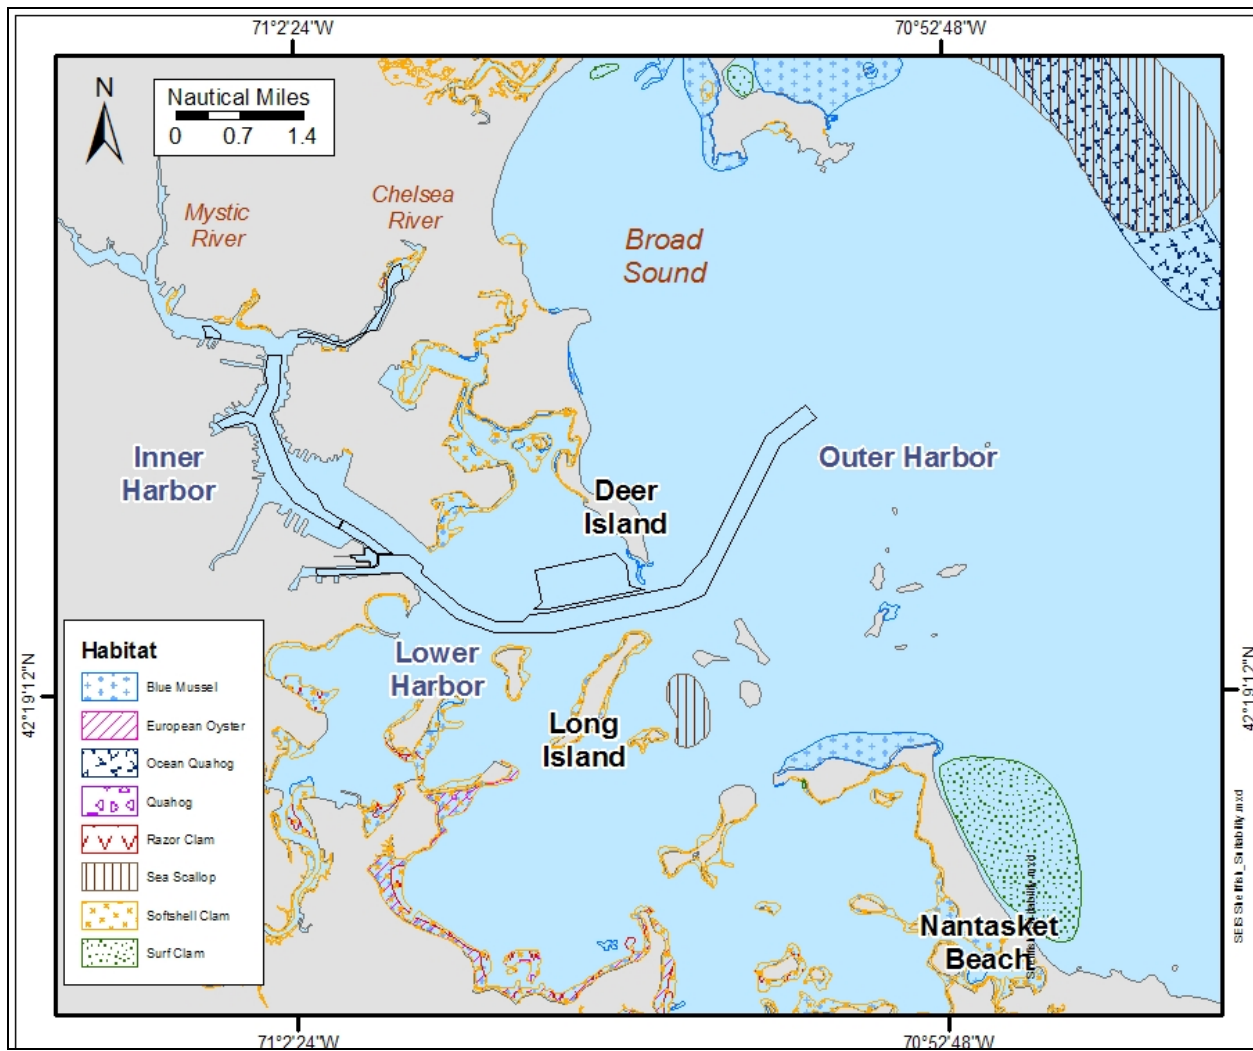 71°2'24"W
70°52'48"W
N
Nautical Miles
0 0.7 1.4
Mystic
River
Chelsea
River
Broad
Sound
Inner
Harbor
Outer Harbor
Deer
Island
Lower
Harbor
Long
Island
Nantasket
Beach
42°19'12"N
42°19'12"N
Habitat
Blue Mussel
European Oyster
Ocean Quahog
Quahog
Razor Clam
Sea Scallop
Softshell Clam
Surf Clam
SEIS Shellfish_Suitability.mxd
71°2'24"W
70°52'48"W